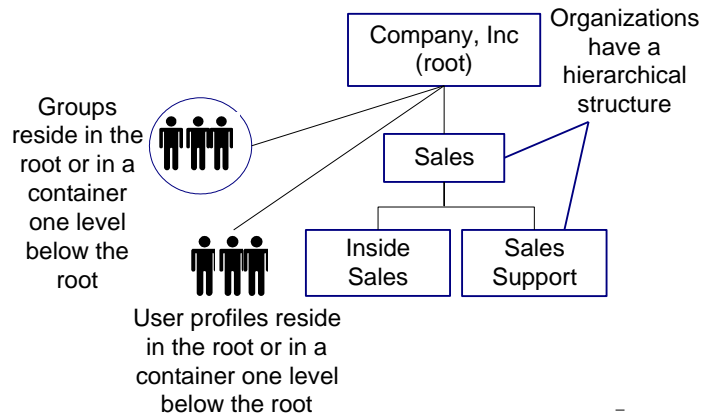 Company, Inc
(root)
Organizations
have a
hierarchical
structure
Groups
reside in the
root or in a
container
one level
below the
root
Sales
Inside
Sales
Sales
Support
User profiles reside
in the root or in a
container one level
below the root